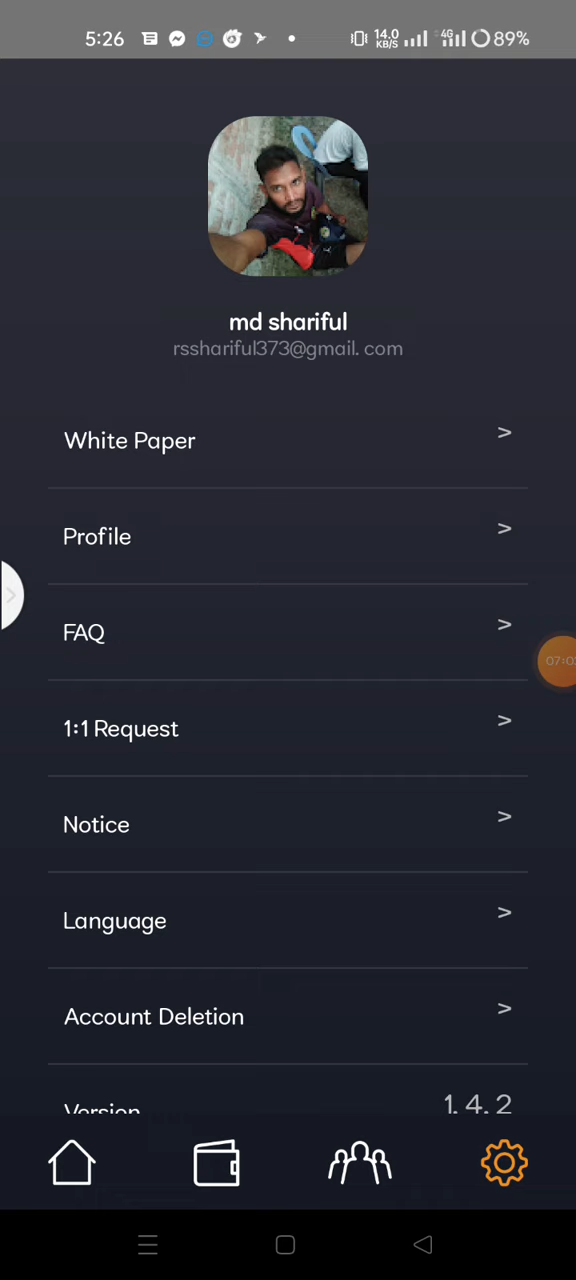 5:26
14.0
KB/S
4G
89%
md shariful
rsshariful373@gmail.com
White Paper >
Profile >
FAQ >
1:1 Request >
Notice >
Language >
Account Deletion >
Version 1.4.2